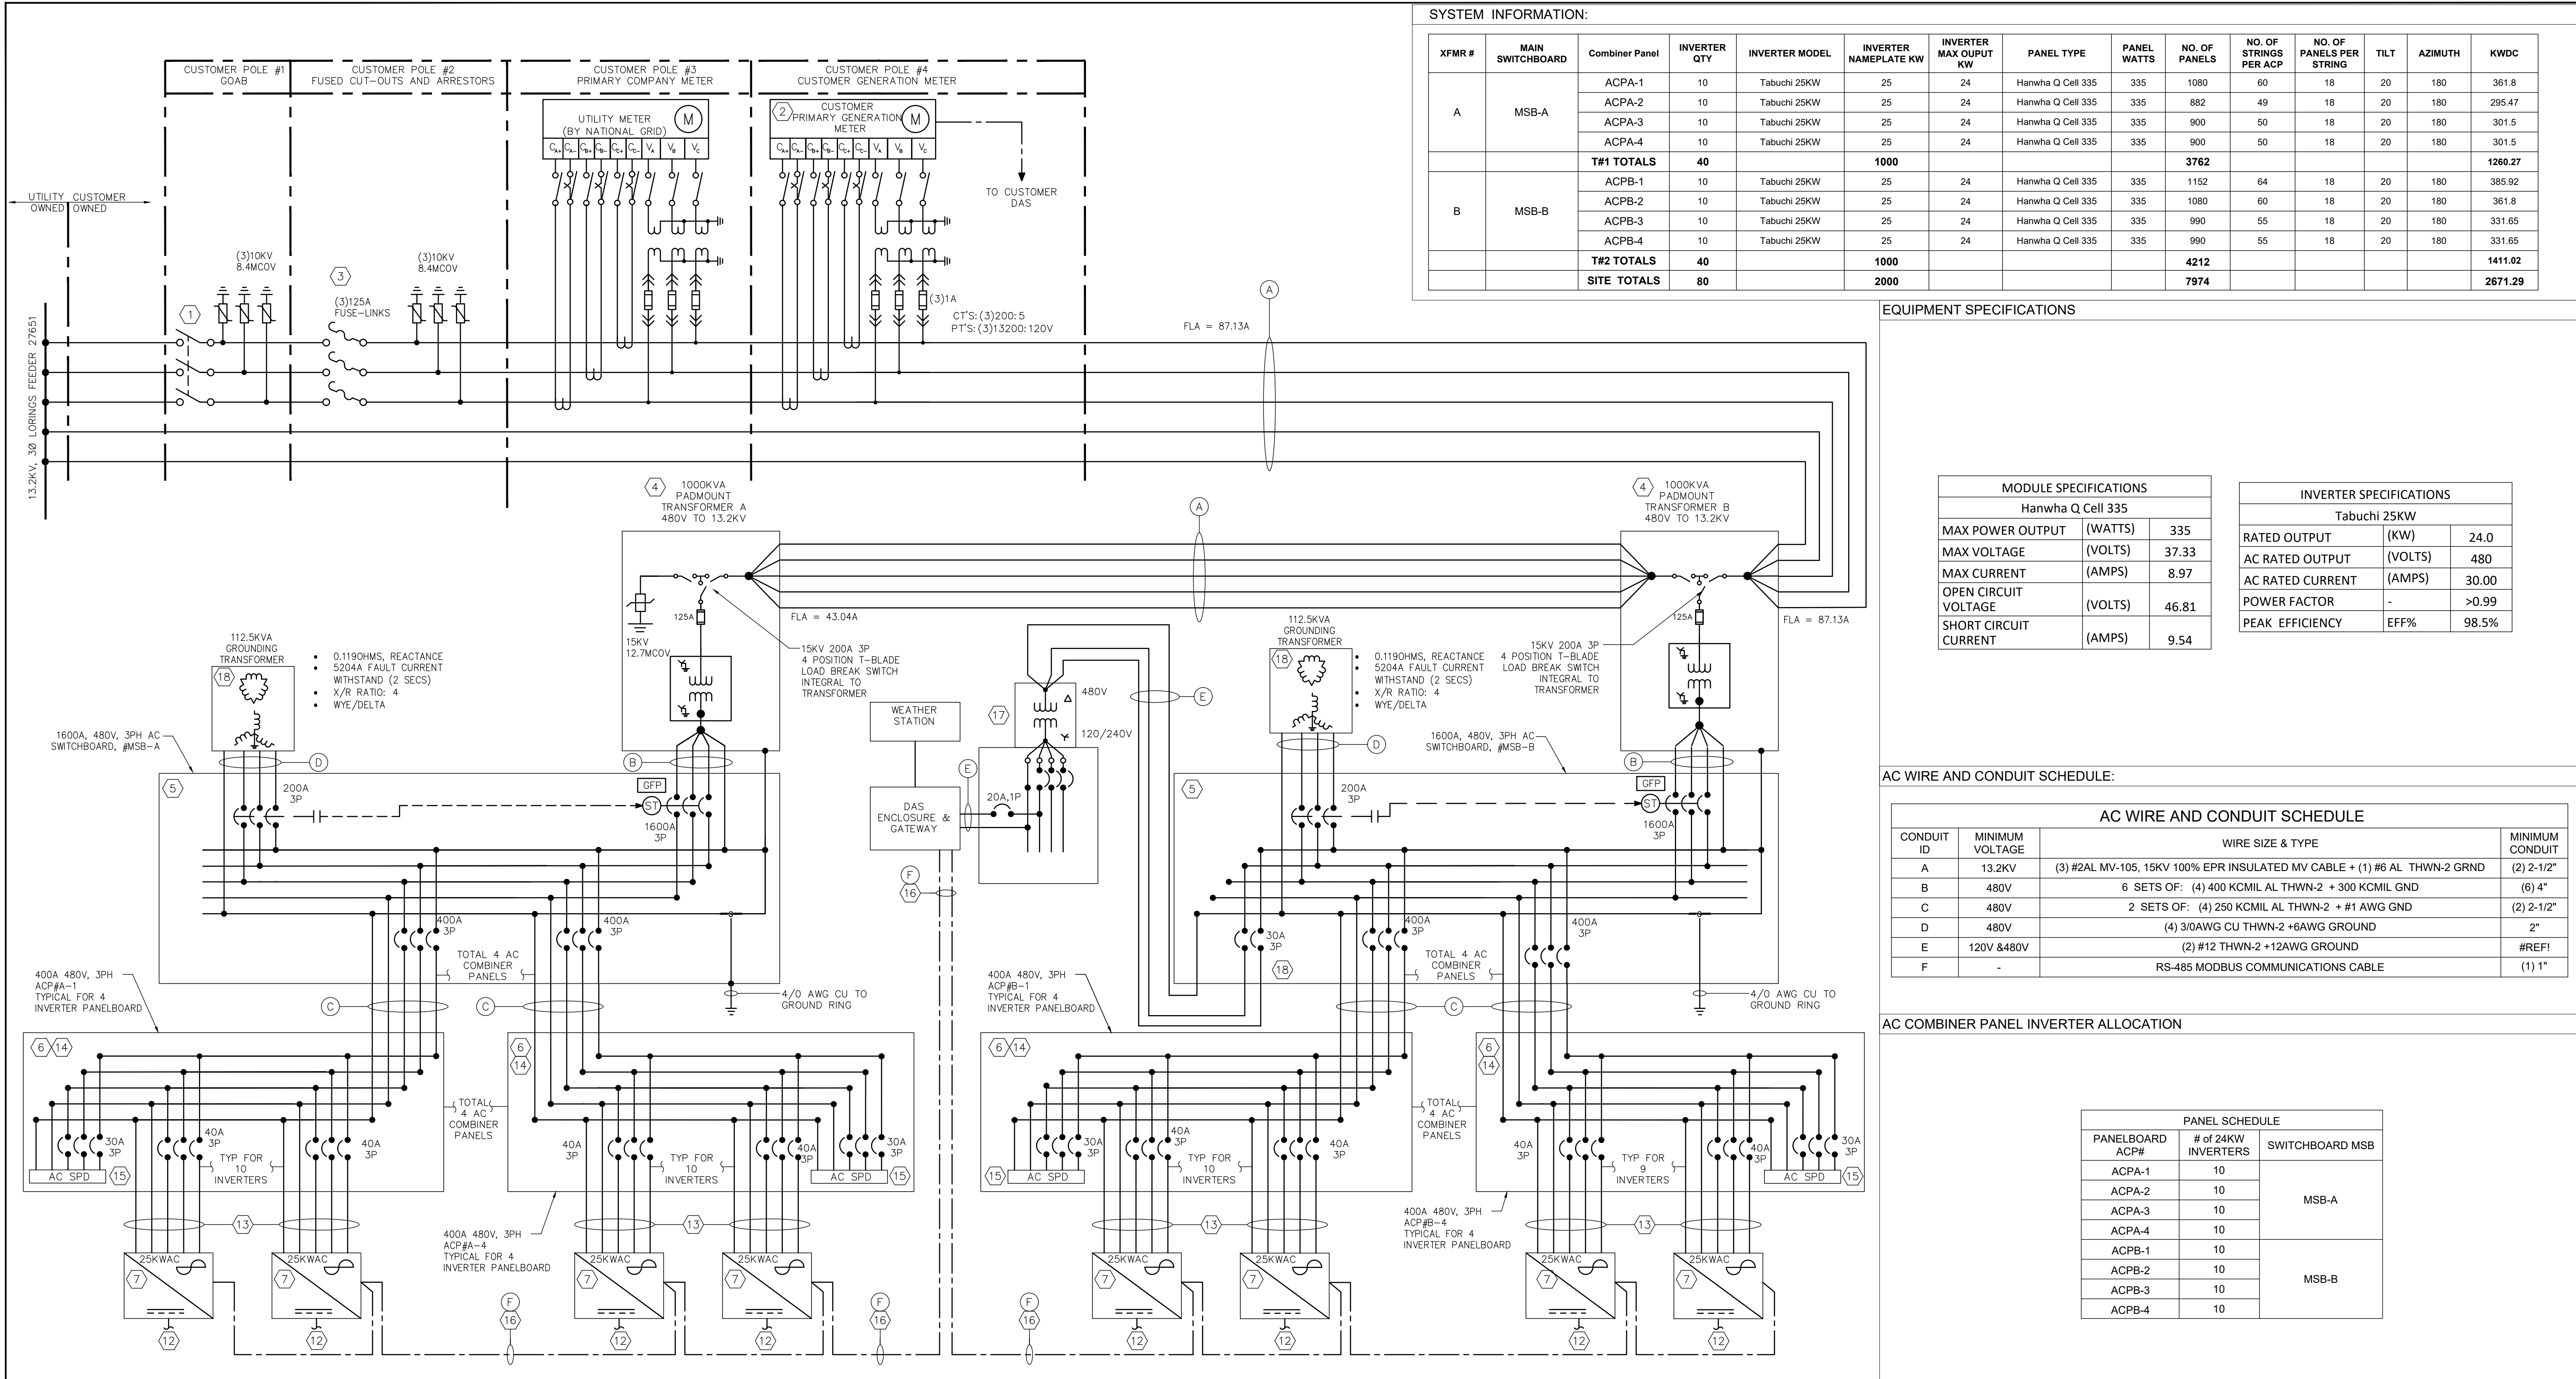 SYSTEM INFORMATION:
XFMR # MAIN SWITCHBOARD Combiner Panel INVERTER QTY INVERTER MODEL INVERTER NAMEPLATE KW INVERTER MAX OUPUT KW PANEL TYPE PANEL WATTS NO. OF PANELS NO. OF STRINGS PER ACP NO. OF PANELS PER STRING TILT AZIMUTH KWDC
A MSB-A
ACPA-1 10 Tabuchi 25KW 25 24 Hanwha Q Cell 335 335 1080 60 18 20 180 361.8
ACPA-2 10 Tabuchi 25KW 25 24 Hanwha Q Cell 335 335 882 49 18 20 180 295.47
ACPA-3 10 Tabuchi 25KW 25 24 Hanwha Q Cell 335 335 900 50 18 20 180 301.5
ACPA-4 10 Tabuchi 25KW 25 24 Hanwha Q Cell 335 335 900 50 18 20 180 301.5
T#1 TOTALS 40 1000 3762 1260.27
B MSB-B
ACPB-1 10 Tabuchi 25KW 25 24 Hanwha Q Cell 335 335 1152 64 18 20 180 385.92
ACPB-2 10 Tabuchi 25KW 25 24 Hanwha Q Cell 335 335 1080 60 18 20 180 361.8
ACPB-3 10 Tabuchi 25KW 25 24 Hanwha Q Cell 335 335 990 55 18 20 180 331.65
ACPB-4 10 Tabuchi 25KW 25 24 Hanwha Q Cell 335 335 990 55 18 20 180 331.65
T#2 TOTALS 40 1000 4212 1411.02
SITE TOTALS 80 2000 7974 2671.29
CUSTOMER POLE #1
GOAB
CUSTOMER POLE #2
FUSED CUT-OUTS AND ARRESTORS
CUSTOMER POLE #3
PRIMARY COMPANY METER
CUSTOMER POLE #4
CUSTOMER GENERATION METER
UTILITY METER
(BY NATIONAL GRID)
M
CA+ CA- CB+ CB- CC+ CC- VA VB VC
2
CUSTOMER
PRIMARY GENERATION
METER
M
CA+ CA- CB+ CB- CC+ CC- VA VB VC
TO CUSTOMER
DAS
UTILITY CUSTOMER
OWNED OWNED
(3)10KV
8.4MCOV
1
3
(3)125A
FUSE-LINKS
(3)10KV
8.4MCOV
(3)1A
CT'S: (3)200: 5
PT'S: (3)13200: 120V
FLA = 87.13A
A
13.2KV, 3Ø LORINGS FEEDER 27651
4
1000KVA
PADMOUNT
TRANSFORMER A
480V TO 13.2KV
A
4
1000KVA
PADMOUNT
TRANSFORMER B
480V TO 13.2KV
125A
15KV
12.7MCOV
FLA = 43.04A
15KV 200A 3P
4 POSITION T-BLADE
LOAD BREAK SWITCH
INTEGRAL TO
TRANSFORMER
125A
FLA = 87.13A
15KV 200A 3P
4 POSITION T-BLADE
LOAD BREAK SWITCH
INTEGRAL TO
TRANSFORMER
112.5KVA
GROUNDING
TRANSFORMER
18
• 0.119OHMS, REACTANCE
• 5204A FAULT CURRENT
WITHSTAND (2 SECS)
• X/R RATIO: 4
• WYE/DELTA
112.5KVA
GROUNDING
TRANSFORMER
18
• 0.119OHMS, REACTANCE
• 5204A FAULT CURRENT
WITHSTAND (2 SECS)
• X/R RATIO: 4
• WYE/DELTA
1600A, 480V, 3PH AC
SWITCHBOARD, #MSB-A
D
B
5
200A
3P
GFP
ST
1600A
3P
WEATHER
STATION
17
480V
120/240V
E
E
DAS
ENCLOSURE &
GATEWAY
20A,1P
F
16
1600A, 480V, 3PH AC
SWITCHBOARD, #MSB-B
D
B
5
200A
3P
GFP
ST
1600A
3P
400A
3P
400A
3P
TOTAL 4 AC
COMBINER
PANELS
G
4/0 AWG CU TO
GROUND RING
400A 480V, 3PH
ACP#A-1
TYPICAL FOR 4
INVERTER PANELBOARD
C
C
30A
3P
18
400A
3P
400A
3P
TOTAL 4 AC
COMBINER
PANELS
G
4/0 AWG CU TO
GROUND RING
400A 480V, 3PH
ACP#B-1
TYPICAL FOR 4
INVERTER PANELBOARD
C
6 14
30A
3P
40A
3P
40A
3P
TYP FOR
10
INVERTERS
AC SPD
15
TOTAL
4 AC
COMBINER
PANELS
6
14
40A
3P
TYP FOR
10
INVERTERS
40A
3P
30A
3P
AC SPD
15
6 14
30A
3P
40A
3P
40A
3P
TYP FOR
10
INVERTERS
15
AC SPD
TOTAL
4 AC
COMBINER
PANELS
6
14
40A
3P
TYP FOR
9
INVERTERS
40A
3P
30A
3P
AC SPD
15
13
13
13
13
400A 480V, 3PH
ACP#A-4
TYPICAL FOR 4
INVERTER PANELBOARD
400A 480V, 3PH
ACP#B-4
TYPICAL FOR 4
INVERTER PANELBOARD
25KWAC 25KWAC 25KWAC 25KWAC 25KWAC 25KWAC 25KWAC 25KWAC
7 7 7 7 7 7 7 7
F
16
F
16
F
16
12 12 12 12 12 12 12 12
EQUIPMENT SPECIFICATIONS
MODULE SPECIFICATIONS
Hanwha Q Cell 335
MAX POWER OUTPUT (WATTS) 335
MAX VOLTAGE (VOLTS) 37.33
MAX CURRENT (AMPS) 8.97
OPEN CIRCUIT
VOLTAGE (VOLTS) 46.81
SHORT CIRCUIT
CURRENT (AMPS) 9.54
INVERTER SPECIFICATIONS
Tabuchi 25KW
RATED OUTPUT (KW) 24.0
AC RATED OUTPUT (VOLTS) 480
AC RATED CURRENT (AMPS) 30.00
POWER FACTOR - >0.99
PEAK EFFICIENCY EFF% 98.5%
AC WIRE AND CONDUIT SCHEDULE:
AC WIRE AND CONDUIT SCHEDULE
CONDUIT ID MINIMUM VOLTAGE WIRE SIZE & TYPE MINIMUM CONDUIT
A 13.2KV (3) #2AL MV-105, 15KV 100% EPR INSULATED MV CABLE + (1) #6 AL THWN-2 GRND (2) 2-1/2"
B 480V 6 SETS OF: (4) 400 KCMIL AL THWN-2 + 300 KCMIL GND (6) 4"
C 480V 2 SETS OF: (4) 250 KCMIL AL THWN-2 + #1 AWG GND (2) 2-1/2"
D 480V (4) 3/0AWG CU THWN-2 +6AWG GROUND 2"
E 120V &480V (2) #12 THWN-2 +12AWG GROUND #REF!
F - RS-485 MODBUS COMMUNICATIONS CABLE (1) 1"
AC COMBINER PANEL INVERTER ALLOCATION
PANEL SCHEDULE
PANELBOARD ACP# # of 24KW INVERTERS SWITCHBOARD MSB
ACPA-1 10
ACPA-2 10
MSB-A
ACPA-3 10
ACPA-4 10
ACPB-1 10
ACPB-2 10
MSB-B
ACPB-3 10
ACPB-4 10